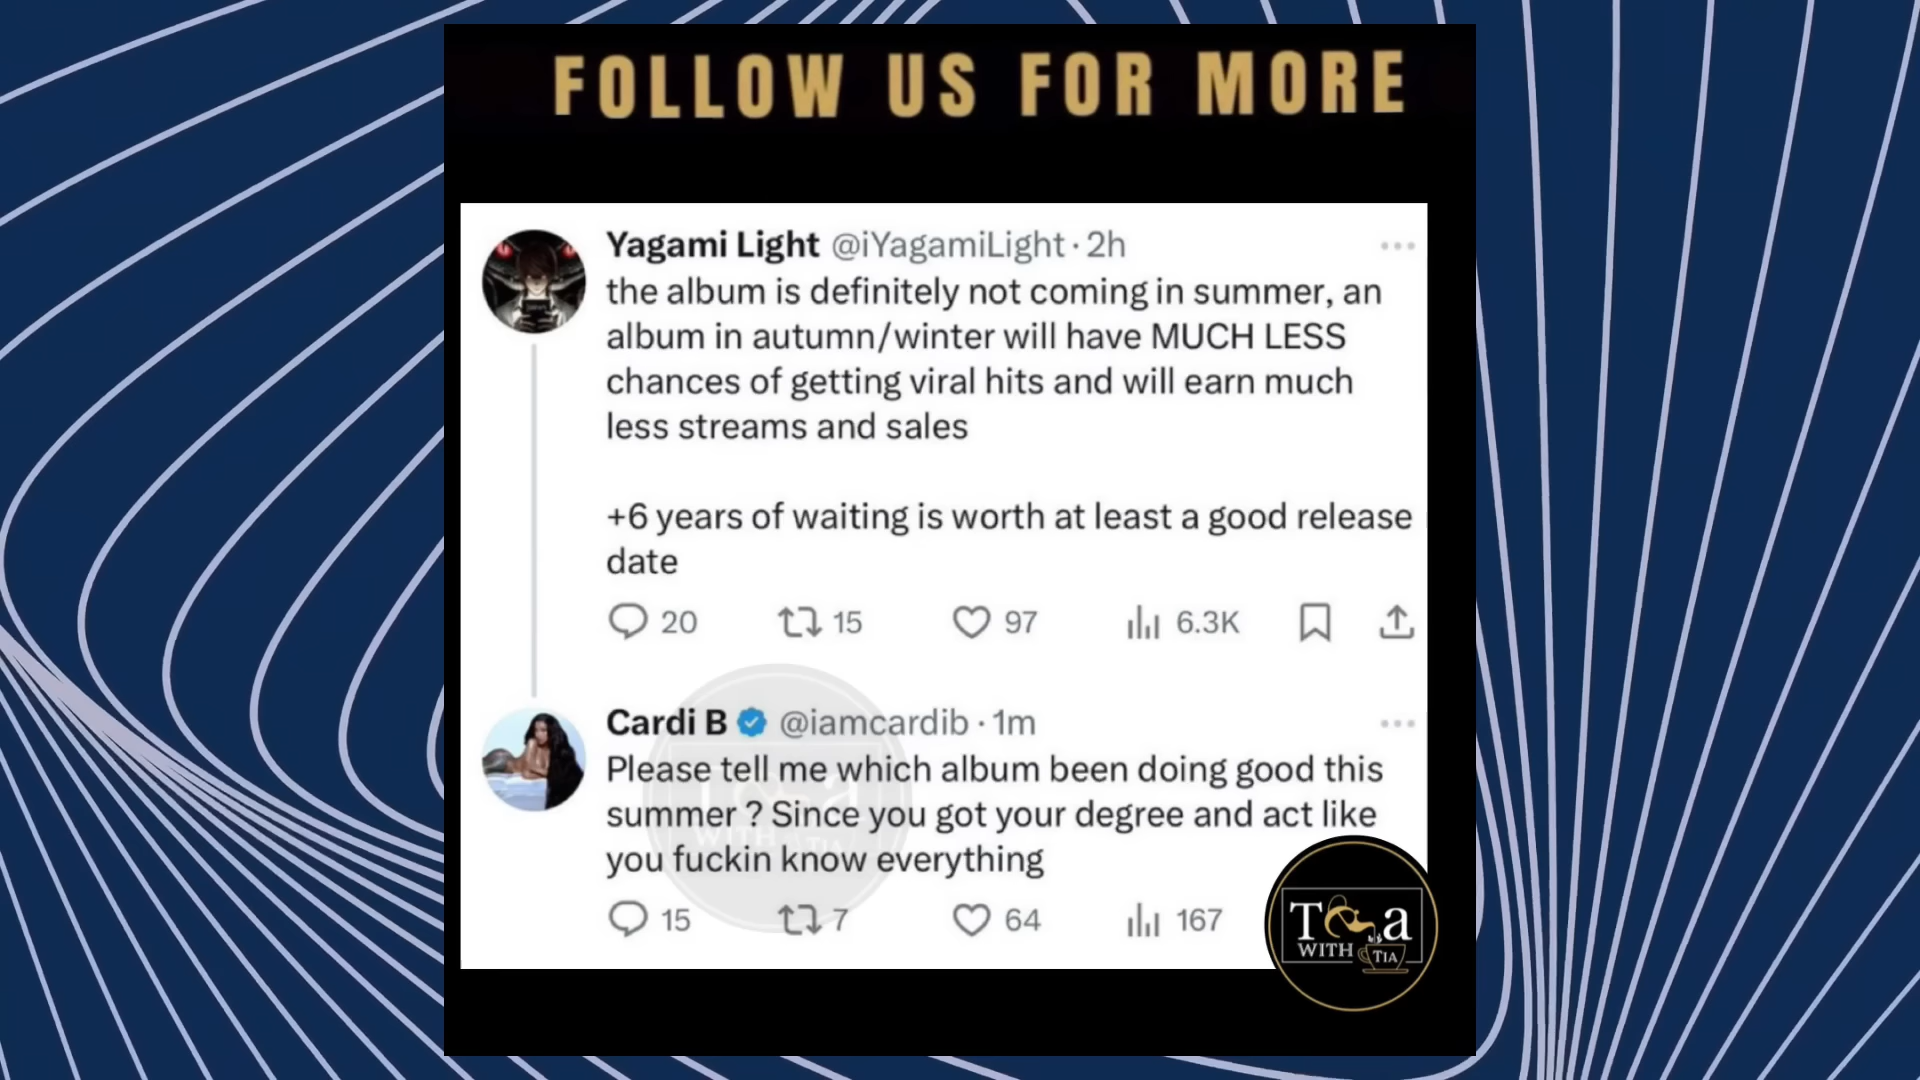 FOLLOW US FOR MORE
Yagami Light @iYagamiLight · 2h
the album is definitely not coming in summer, an
album in autumn/winter will have MUCH LESS
chances of getting viral hits and will earn much
less streams and sales
+6 years of waiting is worth at least a good release
date
20 15 97 6.3K
Cardi B @iamcardib · 1m
Please tell me which album been doing good this
summer ? Since you got your degree and act like
you fuckin know everything
15 7 64 167
Tea
WITH TIA